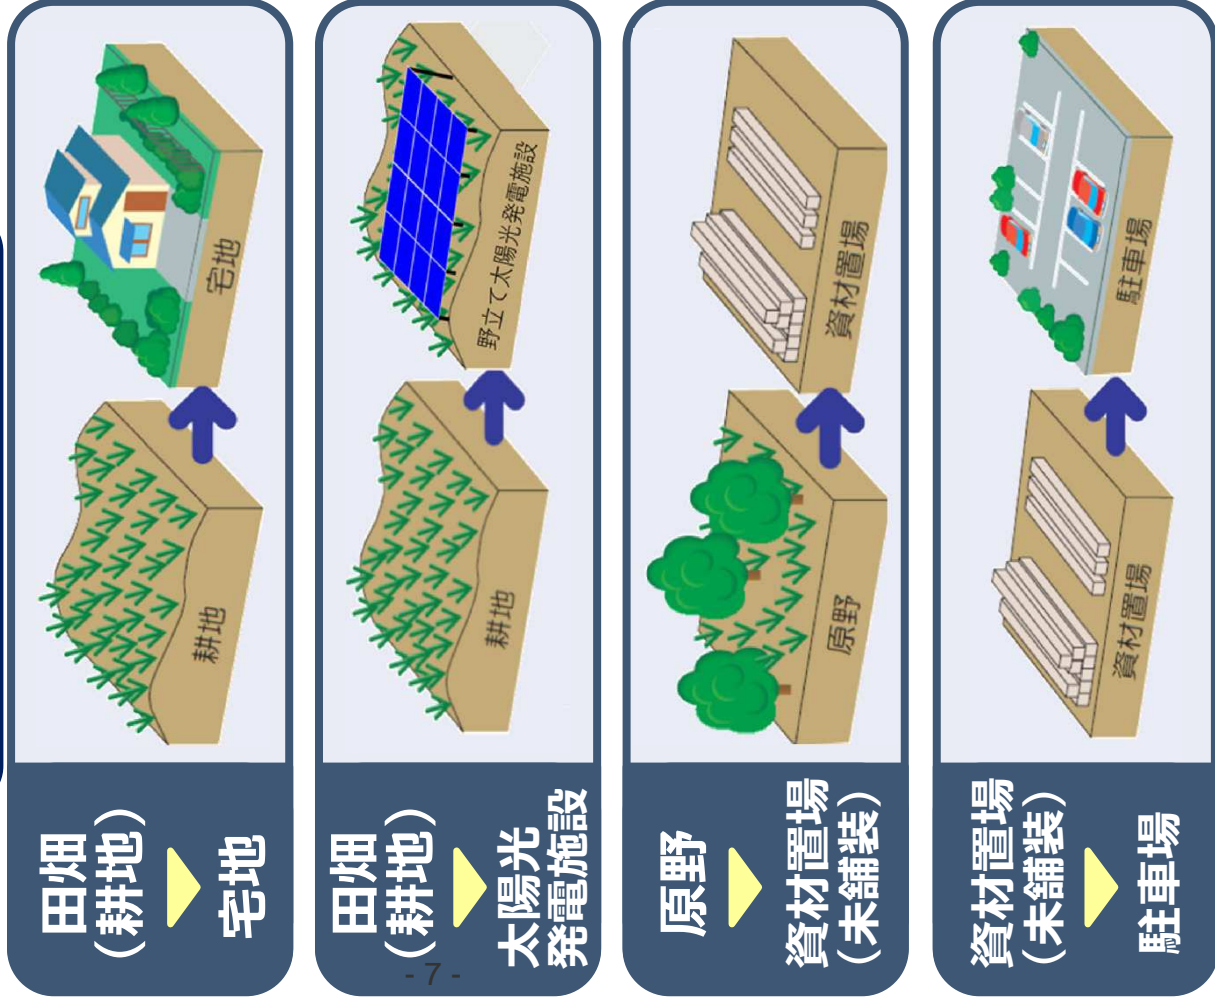 田畑
（耕地）
宅地
耕地
宅地
田畑
（耕地）
太陽光
発電施設
耕地
野立て太陽光発電施設
原野
資材置場
（未舗装）
原野
資材置場
資材置場
（未舗装）
駐車場
資材置場
駐車場
- 7 -